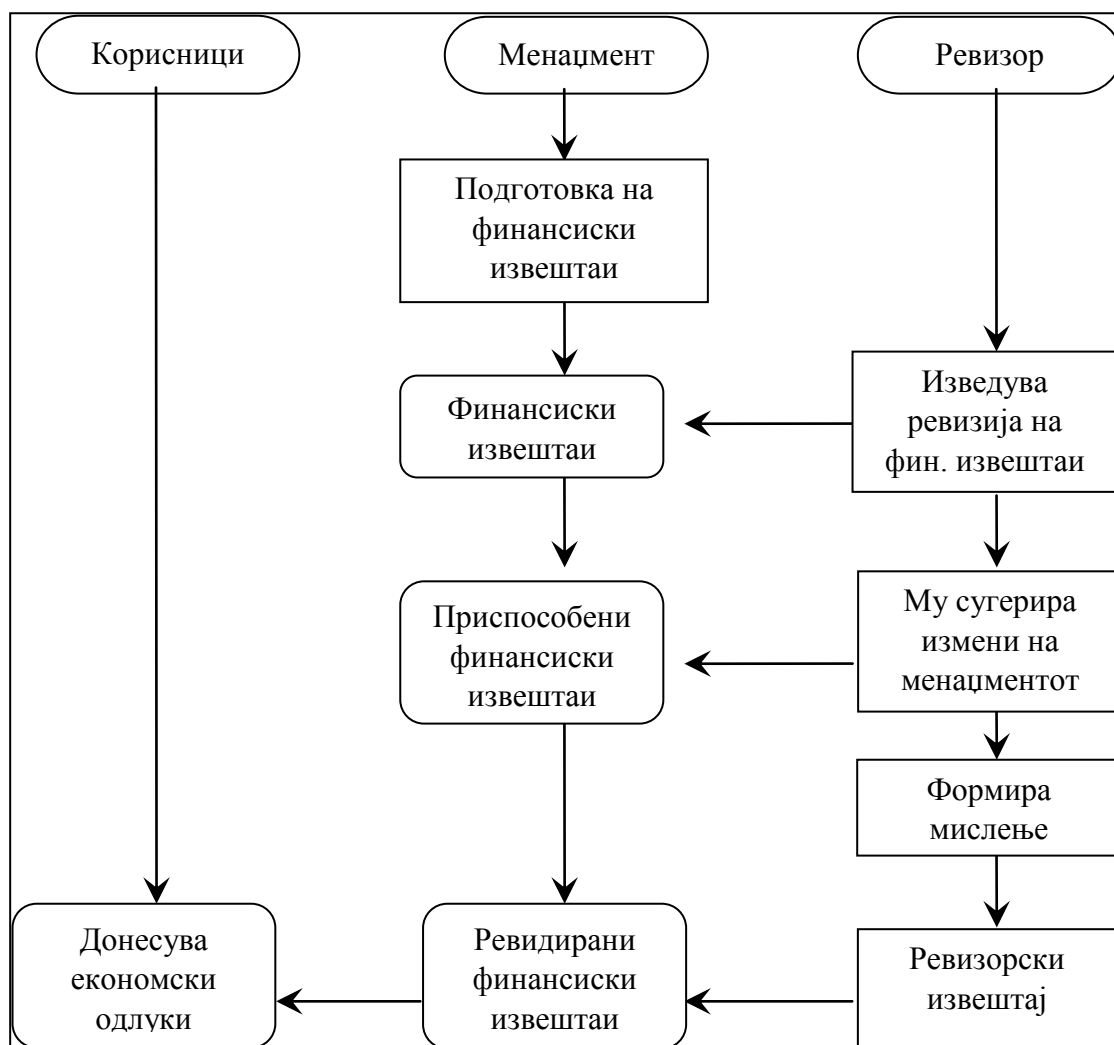 Корисници
Менаџмент
Ревизор
Подготовка на
финансиски
извештаи
Финансиски
извештаи
Изведува
ревизија на
фин. извештаи
Приспособени
финансиски
извештаи
Му сугерира
измени на
менаџментот
Формира
мислење
Донесува
економски
одлуки
Ревидирани
финансиски
извештаи
Ревизорски
извештај